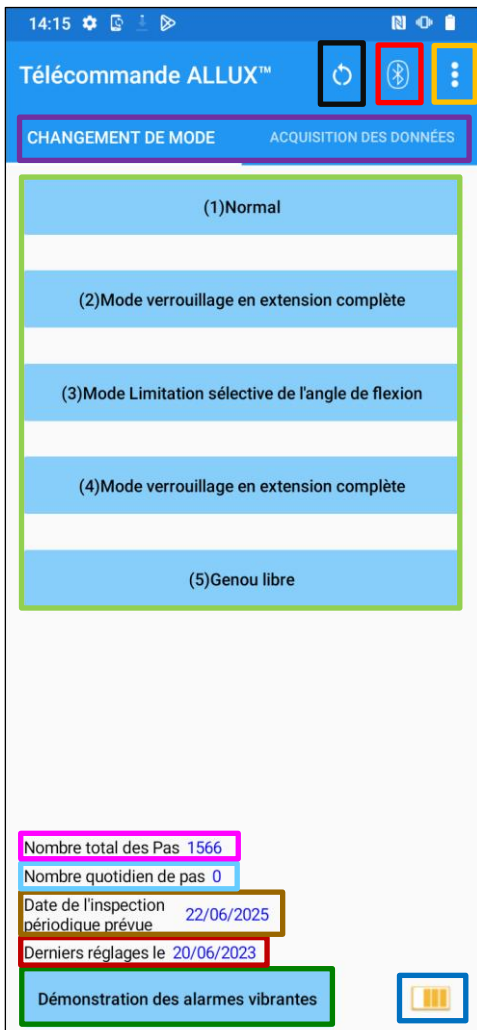 14:15
Télécommande ALLUX™
CHANGEMENT DE MODE ACQUISITION DES DONNÉES
(1)Normal
(2)Mode verrouillage en extension complète
(3)Mode Limitation sélective de l'angle de flexion
(4)Mode verrouillage en extension complète
(5)Genou libre
Nombre total des Pas 1566
Nombre quotidien de pas 0
Date de l'inspection
périodique prévue 22/06/2025
Derniers réglages le 20/06/2023
Démonstration des alarmes vibrantes